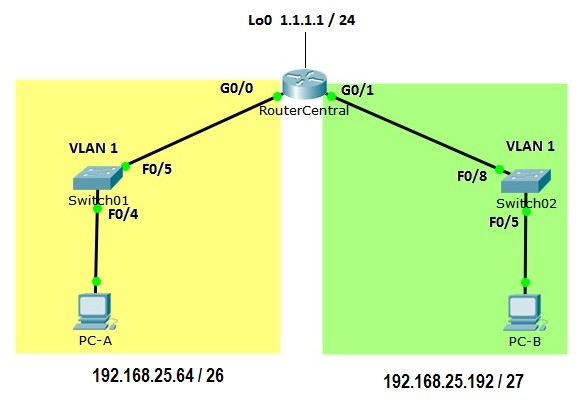 Lo0 1.1.1.1 / 24
G0/0
G0/1
RouterCentral
VLAN 1
VLAN 1
F0/5
F0/8
Switch01
Switch02
F0/4
F0/5
PC-A
PC-B
192.168.25.64 / 26
192.168.25.192 / 27